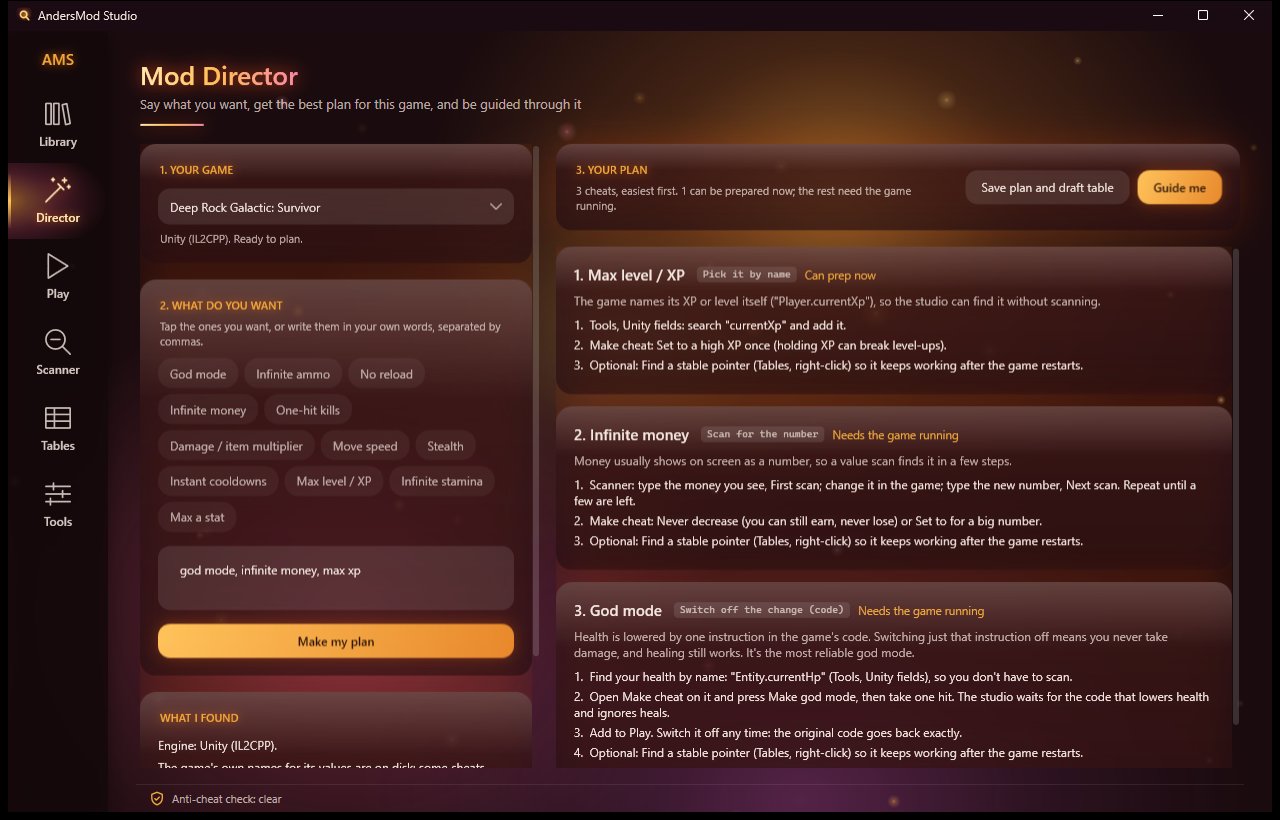 AndersMod Studio
AMS
Library
Director
Play
Scanner
Tables
Tools
Mod Director
Say what you want, get the best plan for this game, and be guided through it
1. YOUR GAME
Deep Rock Galactic: Survivor
Unity (IL2CPP). Ready to plan.
2. WHAT DO YOU WANT
Tap the ones you want, or write them in your own words, separated by
commas.
God mode
Infinite ammo
No reload
Infinite money
One-hit kills
Damage / item multiplier
Move speed
Stealth
Instant cooldowns
Max level / XP
Infinite stamina
Max a stat
god mode, infinite money, max xp
Make my plan
WHAT I FOUND
Engine: Unity (IL2CPP).
The game's own names for its values are on disk: some cheats
3. YOUR PLAN
3 cheats, easiest first. 1 can be prepared now; the rest need the game
running.
Save plan and draft table
Guide me
1. Max level / XP Pick it by name Can prep now
The game names its XP or level itself ("Player.currentXp"), so the studio can find it without scanning.
1. Tools, Unity fields: search "currentXp" and add it.
2. Make cheat: Set to a high XP once (holding XP can break level-ups).
3. Optional: Find a stable pointer (Tables, right-click) so it keeps working after the game restarts.
2. Infinite money Scan for the number Needs the game running
Money usually shows on screen as a number, so a value scan finds it in a few steps.
1. Scanner: type the money you see, First scan; change it in the game; type the new number, Next scan. Repeat until a
few are left.
2. Make cheat: Never decrease (you can still earn, never lose) or Set to for a big number.
3. Optional: Find a stable pointer (Tables, right-click) so it keeps working after the game restarts.
3. God mode Switch off the change (code) Needs the game running
Health is lowered by one instruction in the game's code. Switching just that instruction off means you never take
damage, and healing still works. It's the most reliable god mode.
1. Find your health by name: "Entity.currentHp" (Tools, Unity fields), so you don't have to scan.
2. Open Make cheat on it and press Make god mode, then take one hit. The studio waits for the code that lowers health
and ignores heals.
3. Add to Play. Switch it off any time: the original code goes back exactly.
4. Optional: Find a stable pointer (Tables, right-click) so it keeps working after the game restarts.
Anti-cheat check: clear